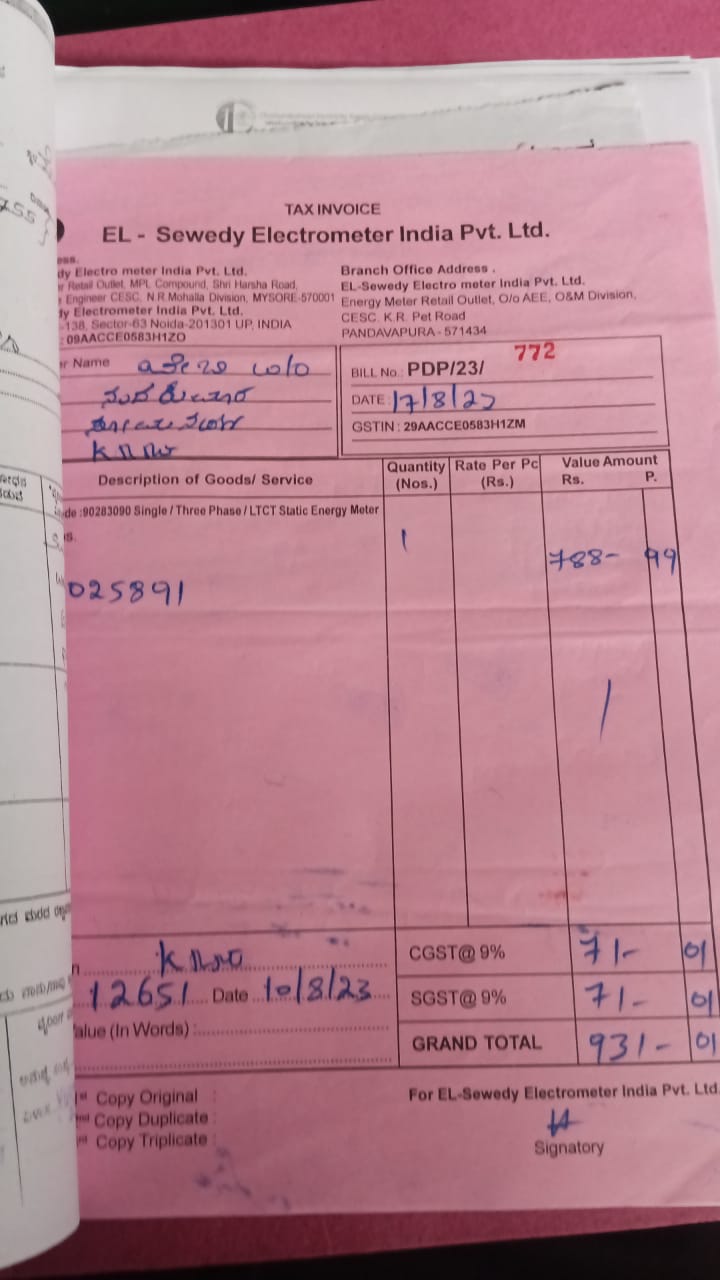 TAX INVOICE
EL - Sewedy Electrometer India Pvt. Ltd.
ess.
dy Electro meter India Pvt. Ltd.
r Retail Outlet, MPL Compound, Shri Harsha Road,
Engineer CESC, N.R.Mohalla Division, MYSORE-570001
ly Electrometer India Pvt. Ltd.
-138, Sector-63 Noida-201301 UP, INDIA
: 09AACCE0583H1ZO
Branch Office Address .
EL-Sewedy Electro meter India Pvt. Ltd.
Energy Meter Retail Outlet, O/o AEE, O&M Division,
CESC. K.R. Pet Road
PANDAVAPURA - 571434
r Name
BILL No.: PDP/23/ 772
DATE : 17/8/23
GSTIN : 29AACCE0583H1ZM
Description of Goods/ Service
Quantity (Nos.)
Rate Per Pc (Rs.)
Value Amount Rs. P.
de :90283090 Single / Three Phase / LTCT Static Energy Meter
1
788- 99
025891
CGST@ 9% 71- 01
12651 Date 10/8/23
SGST@ 9% 71- 01
alue (In Words) :
GRAND TOTAL 931- 01
For EL-Sewedy Electrometer India Pvt. Ltd.
Copy Original :
Copy Duplicate :
Copy Triplicate :
Signatory